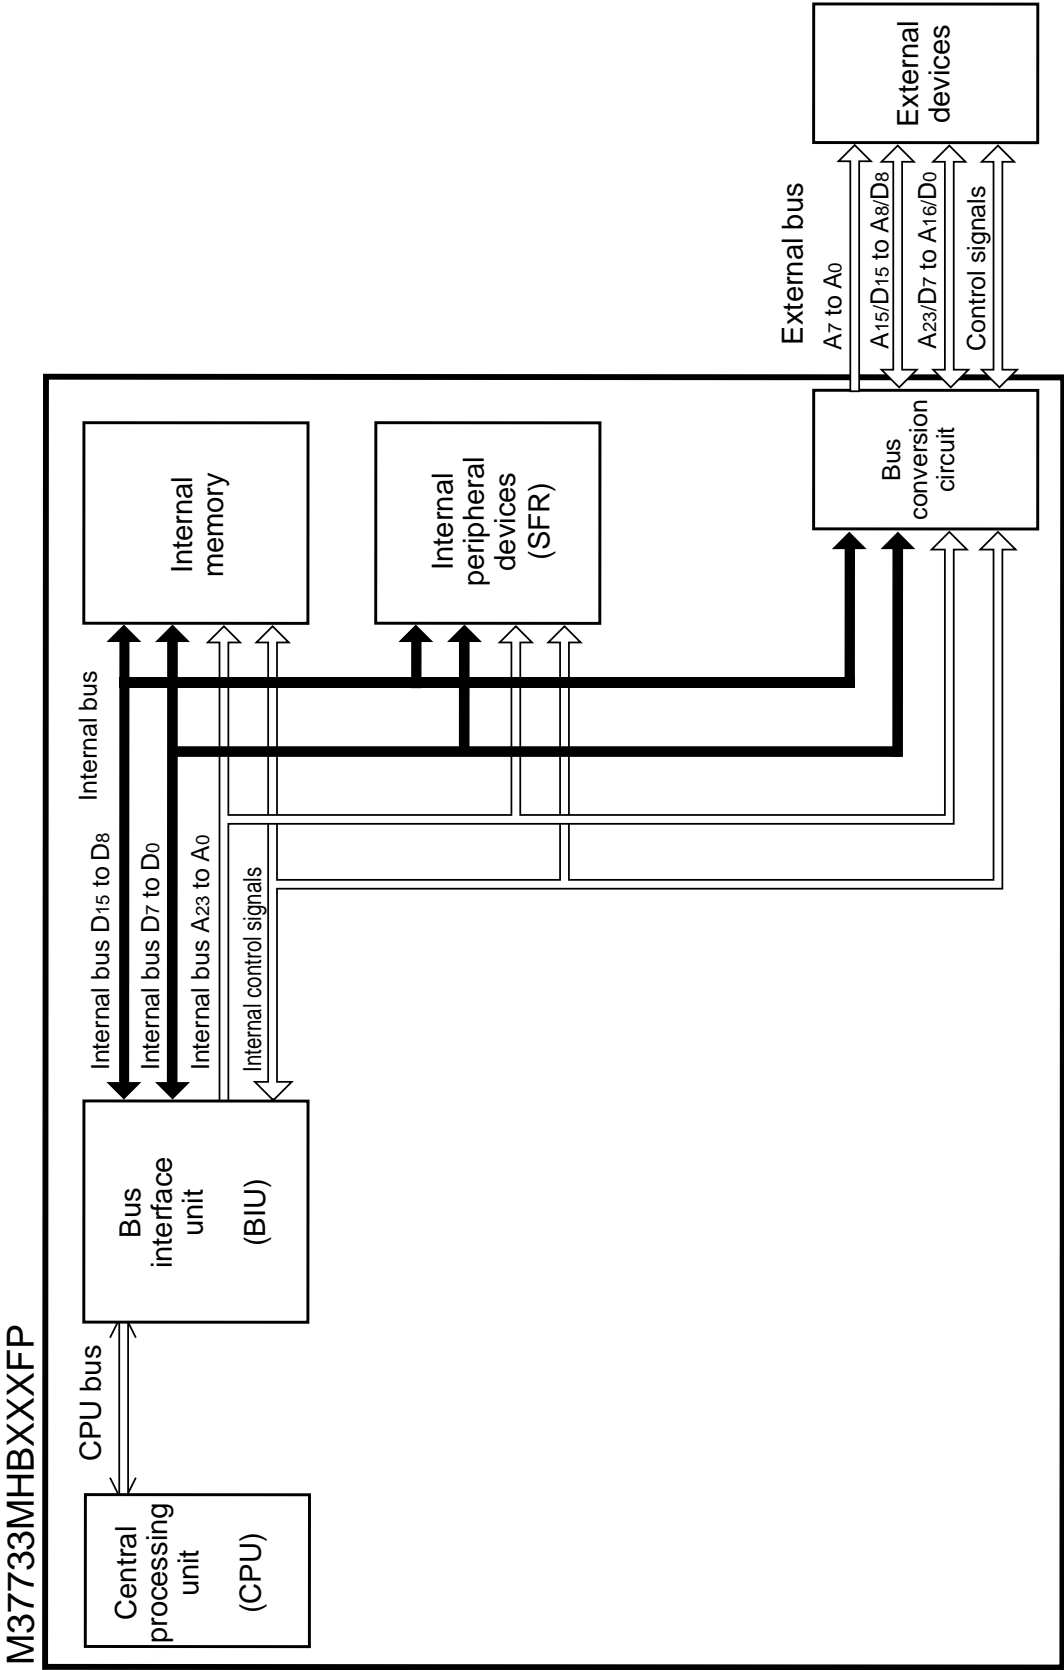 M37733MHBXXXFP
Central
processing
unit
(CPU)
CPU bus
Bus
interface
unit
(BIU)
Internal bus
Internal bus D15 to D8
Internal bus D7 to D0
Internal bus A23 to A0
Internal control signals
Internal
memory
Internal
peripheral
devices
(SFR)
Bus
conversion
circuit
External bus
A7 to A0
A15/D15 to A8/D8
A23/D7 to A16/D0
Control signals
External
devices